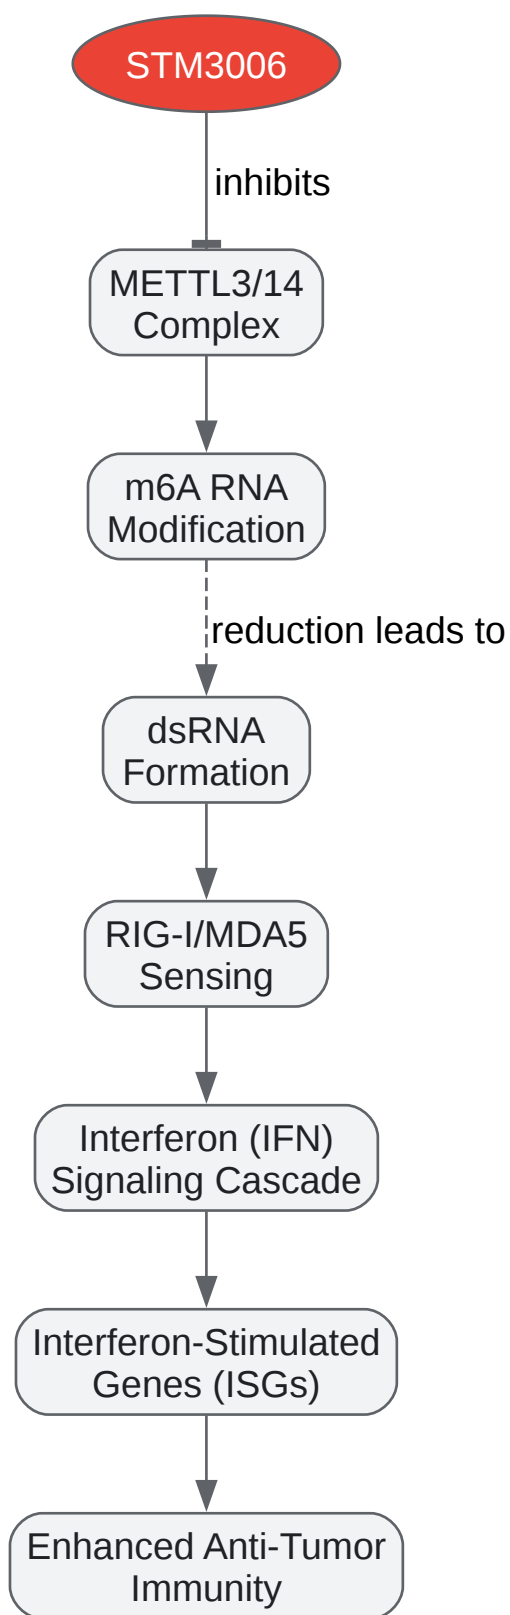 STM3006
inhibits
METTL3/14
Complex
m6A RNA
Modification
reduction leads to
dsRNA
Formation
RIG-I/MDA5
Sensing
Interferon (IFN)
Signaling Cascade
Interferon-Stimulated
Genes (ISGs)
Enhanced Anti-Tumor
Immunity